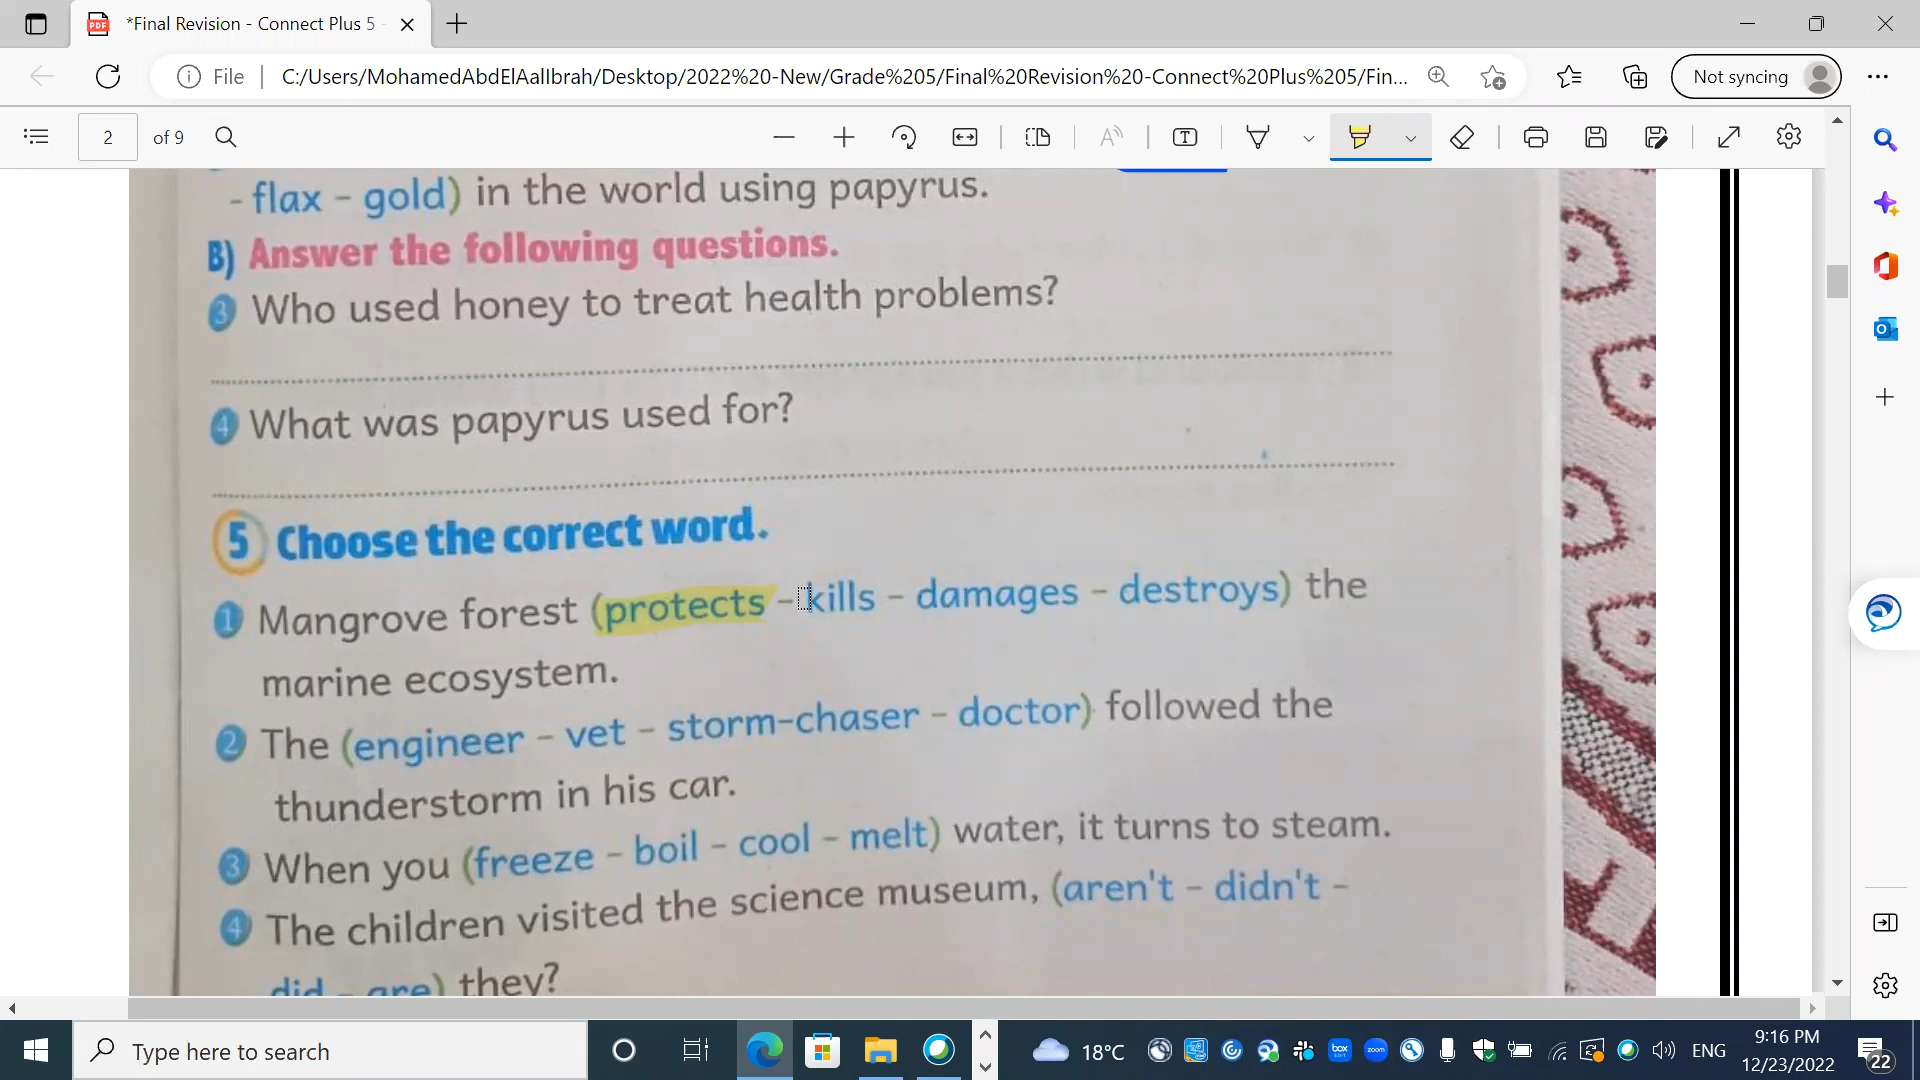 *Final Revision - Connect Plus 5 -
File
C:/Users/MohamedAbdElAalIbrah/Desktop/2022%20-New/Grade%205/Final%20Revision%20-Connect%20Plus%205/Fin...
Not syncing
2 of 9
- flax - gold) in the world using papyrus.
B) Answer the following questions.
3 Who used honey to treat health problems?
4 What was papyrus used for?
5 Choose the correct word.
1 Mangrove forest (protects - kills - damages - destroys) the
marine ecosystem.
2 The (engineer - vet - storm-chaser - doctor) followed the
thunderstorm in his car.
3 When you (freeze - boil - cool - melt) water, it turns to steam.
4 The children visited the science museum, (aren't - didn't -
did - are) they?
Type here to search
18°C
box
zoom
ENG
9:16 PM
12/23/2022
22